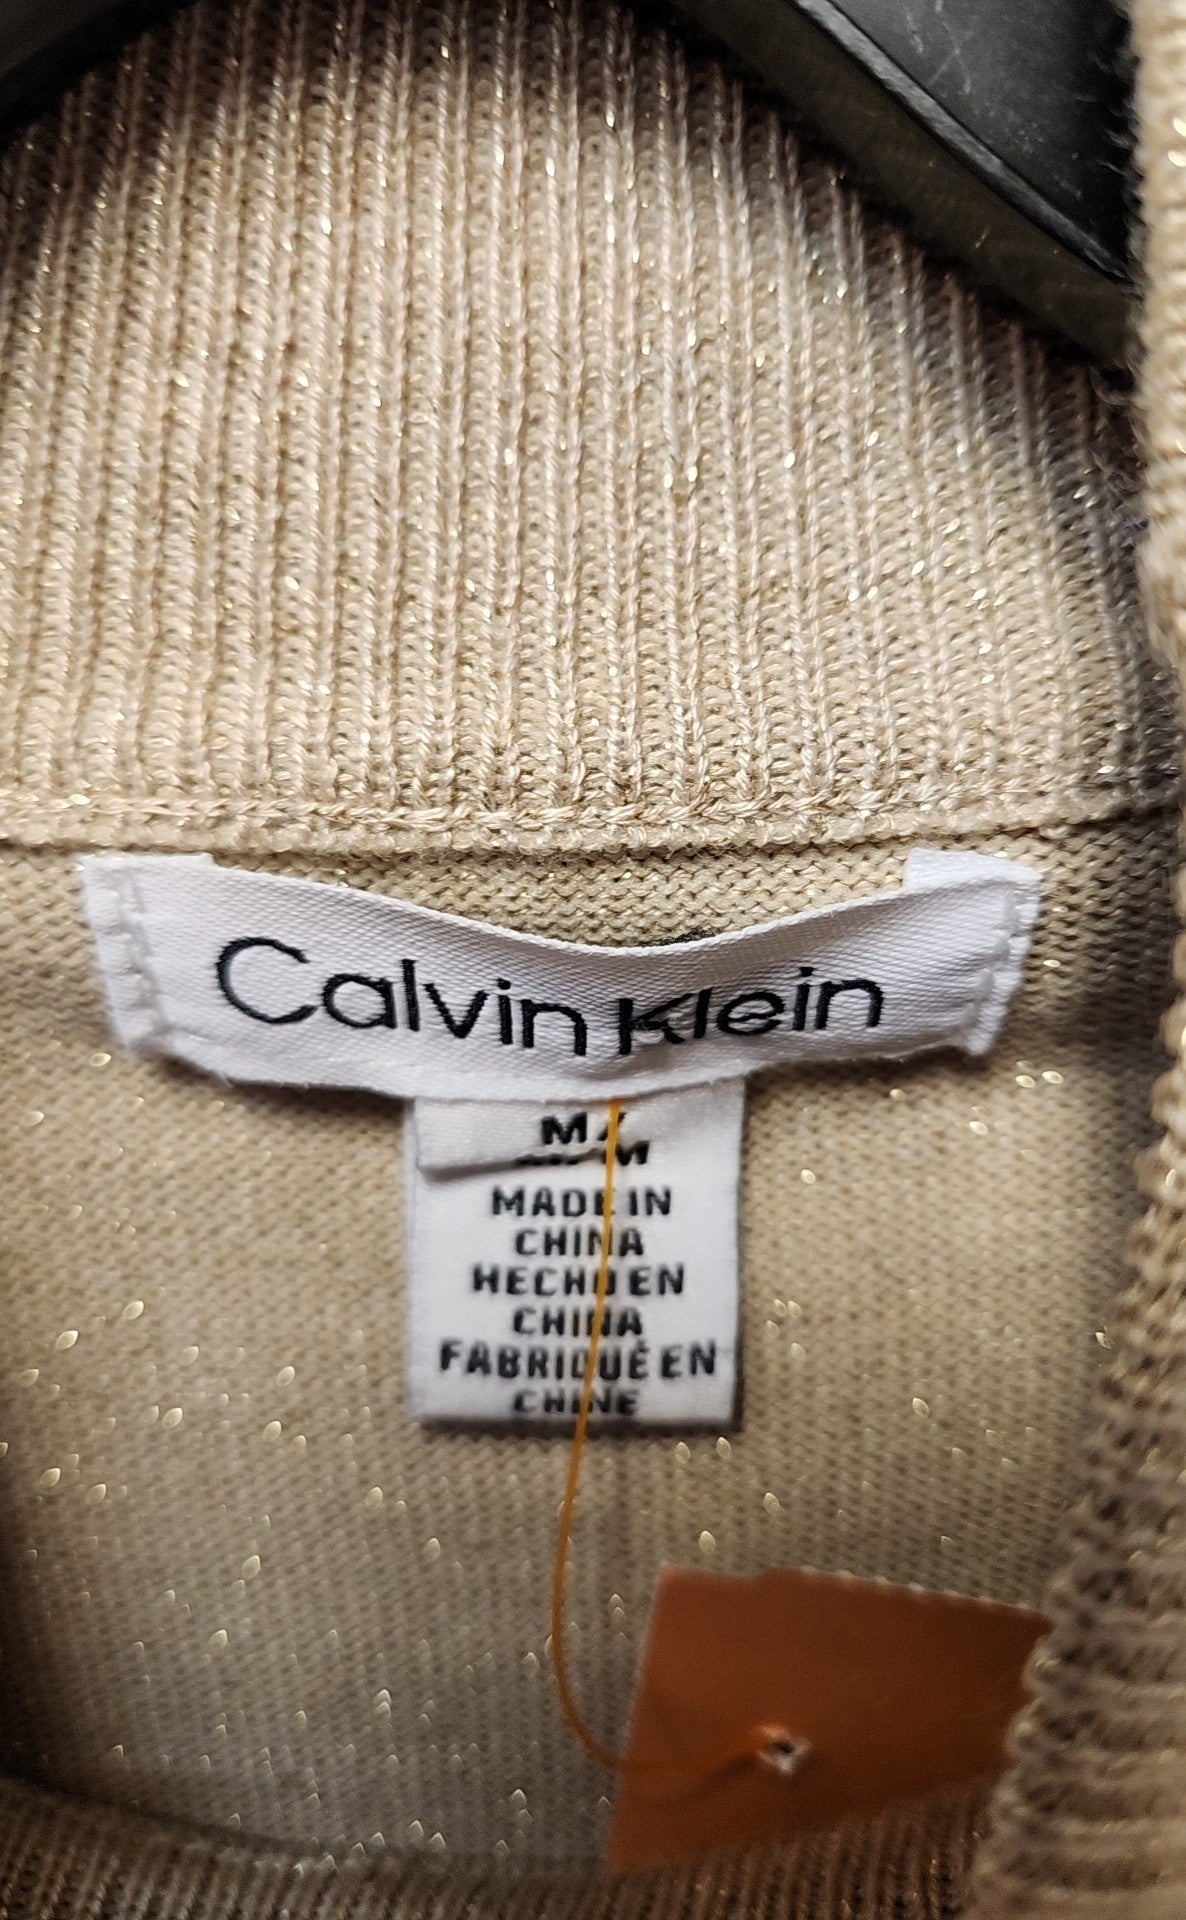 Calvin Klein
M/
MADE IN
CHINA
HECHO EN
CHINA
FABRIQUÉ EN
CHINE